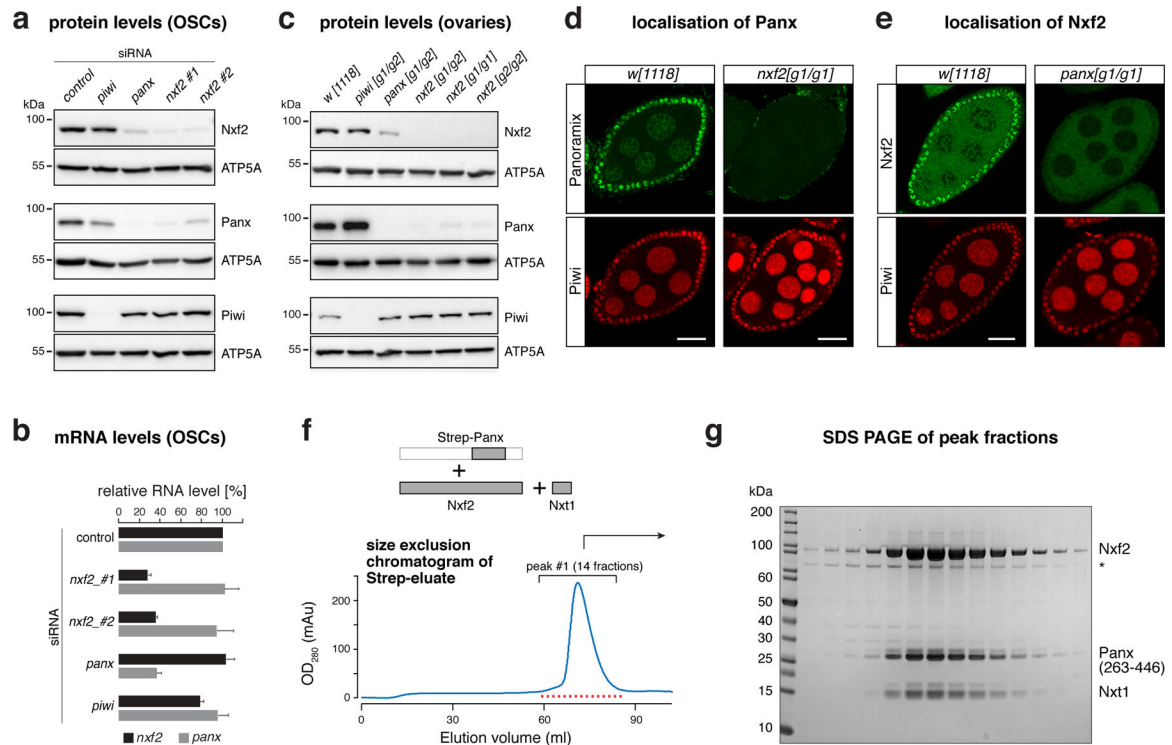 a protein levels (OSCs)
siRNA
control piwi panx nxf2 #1 nxf2 #2
kDa
100
Nxf2
55
ATP5A
100
Panx
55
ATP5A
100
Piwi
55
ATP5A
c protein levels (ovaries)
w [1118] piwi [g1/g2] panx [g1/g2] nxf2 [g1/g2] nxf2 [g1/g1] nxf2 [g2/g2]
kDa
100
Nxf2
55
ATP5A
100
Panx
55
ATP5A
100
Piwi
55
ATP5A
d localisation of Panx
w[1118] nxf2[g1/g1]
Panoramix
Piwi
e localisation of Nxf2
w[1118] panx[g1/g1]
Nxf2
Piwi
b mRNA levels (OSCs)
relative RNA level [%]
0 20 40 60 80 100
siRNA
control
nxf2_#1
nxf2_#2
panx
piwi
nxf2 panx
f
Strep-Panx
+
Nxf2 + Nxt1
size exclusion
chromatogram of
Strep-eluate
peak #1 (14 fractions)
OD280 (mAu)
200
100
0
0 30 60 90
Elution volume (ml)
g SDS PAGE of peak fractions
kDa
200
100
60
50
40
30
25
15
10
Nxf2
*
Panx
(263-446)
Nxt1